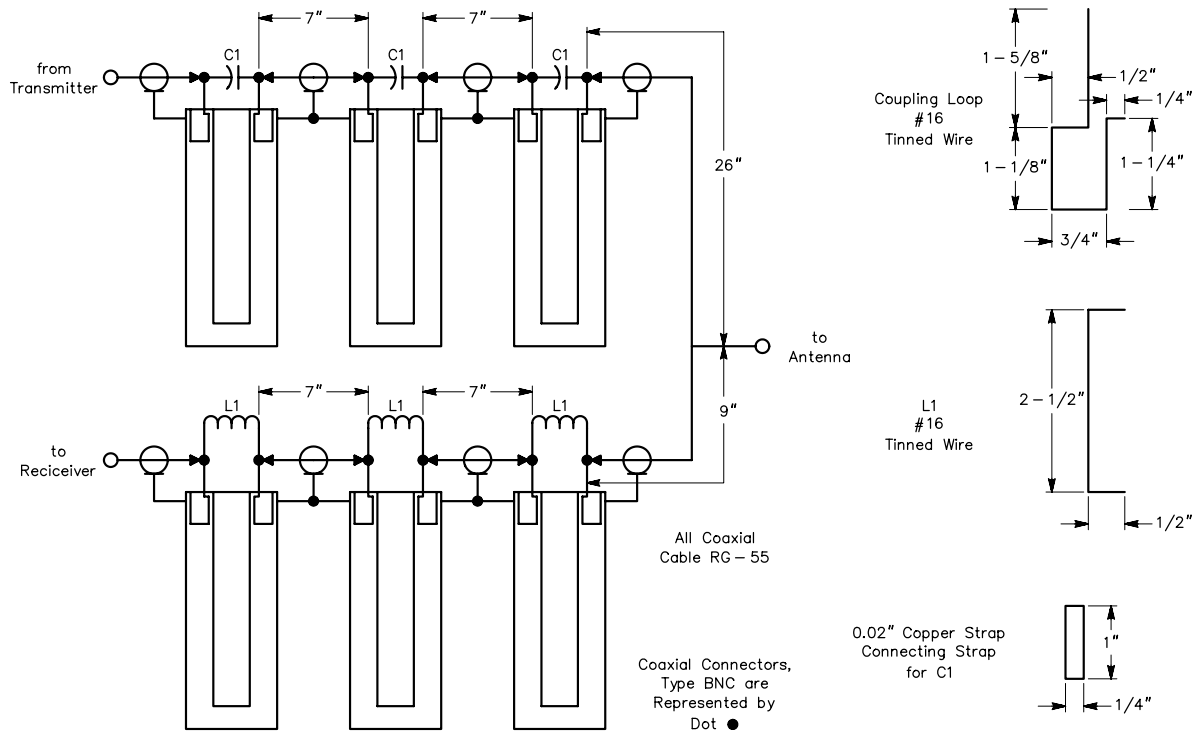 7"
7"
C1
C1
C1
from
Transmitter
26"
Coupling Loop
#16
Tinned Wire
1-5/8"
1/2"
1/4"
1-1/8"
1-1/4"
3/4"
to
Antenna
7"
7"
L1
L1
L1
9"
to
Reciceiver
L1
#16
Tinned Wire
2-1/2"
1/2"
All Coaxial
Cable RG-55
0.02" Copper Strap
Connecting Strap
for C1
1"
1/4"
Coaxial Connectors,
Type BNC are
Represented by
Dot ●